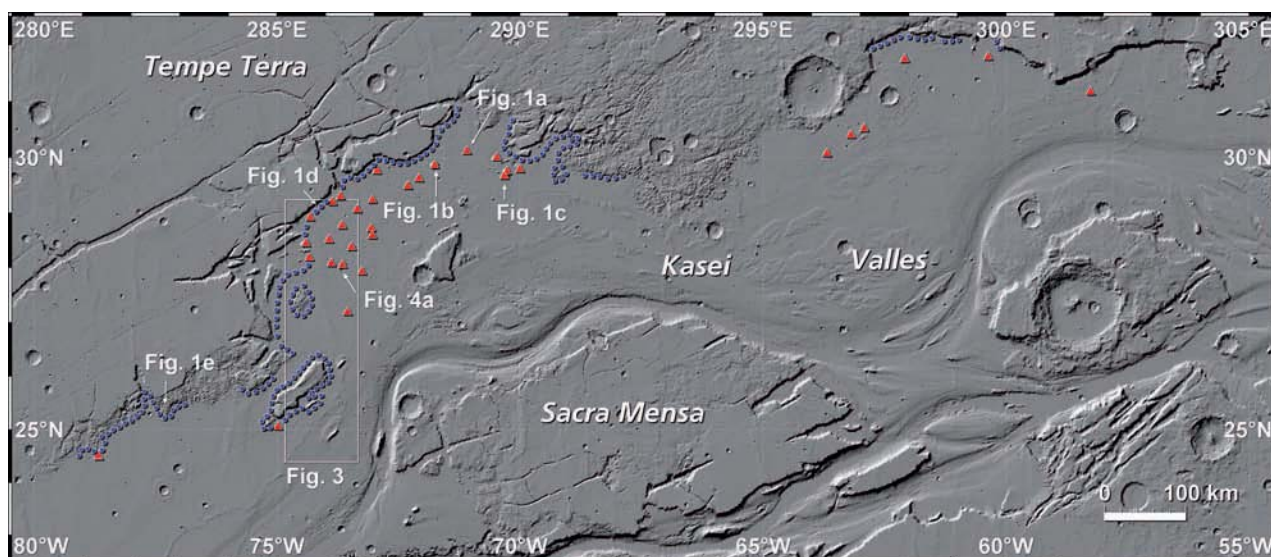 280°E 285°E 290°E 295°E 300°E 305°E
Tempe Terra
Fig. 1a
30°N 30°N
Fig. 1d
Fig. 1b Fig. 1c
Kasei Valles
Fig. 4a
Fig. 1e
Sacra Mensa
25°N 25°N
Fig. 3
0 100 km
80°W 75°W 70°W 65°W 60°W 55°W